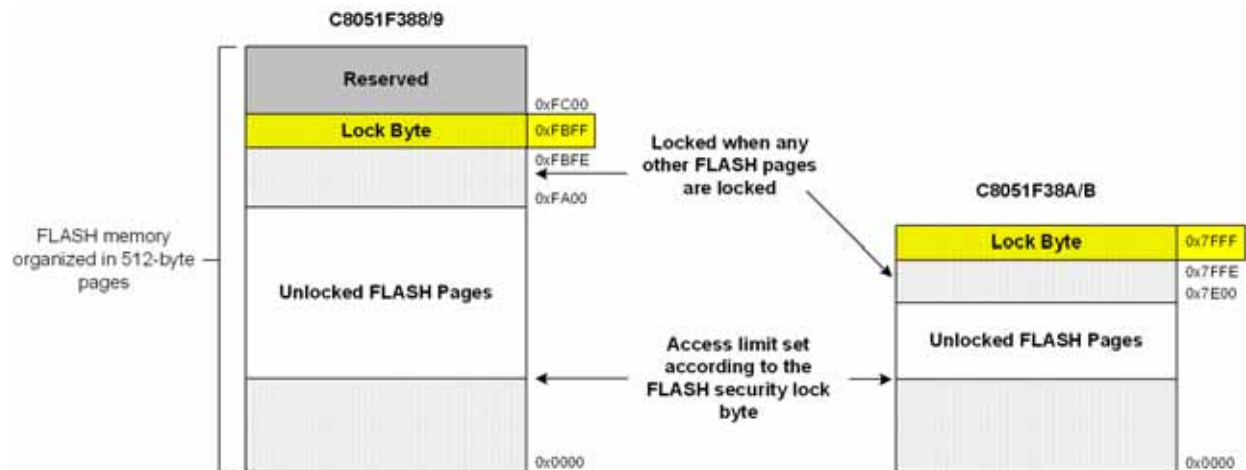 C8051F388/9
Reserved
0xFC00
Lock Byte
0xFBFF
0xFBFE
0xFA00
FLASH memory
organized in 512-byte
pages
Unlocked FLASH Pages
0x0000
Locked when any
other FLASH pages
are locked
Access limit set
according to the
FLASH security lock
byte
C8051F38A/B
Lock Byte
0x7FFF
0x7FFE
0x7E00
Unlocked FLASH Pages
0x0000